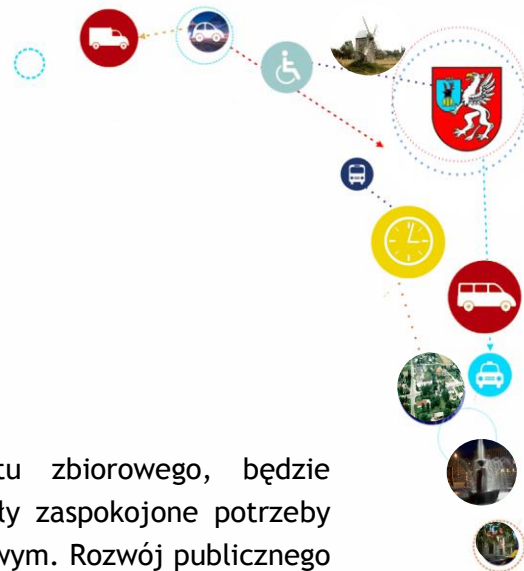 tu zbiorowego, będzie
ły zaspokojone potrzeby
wym. Rozwój publicznego